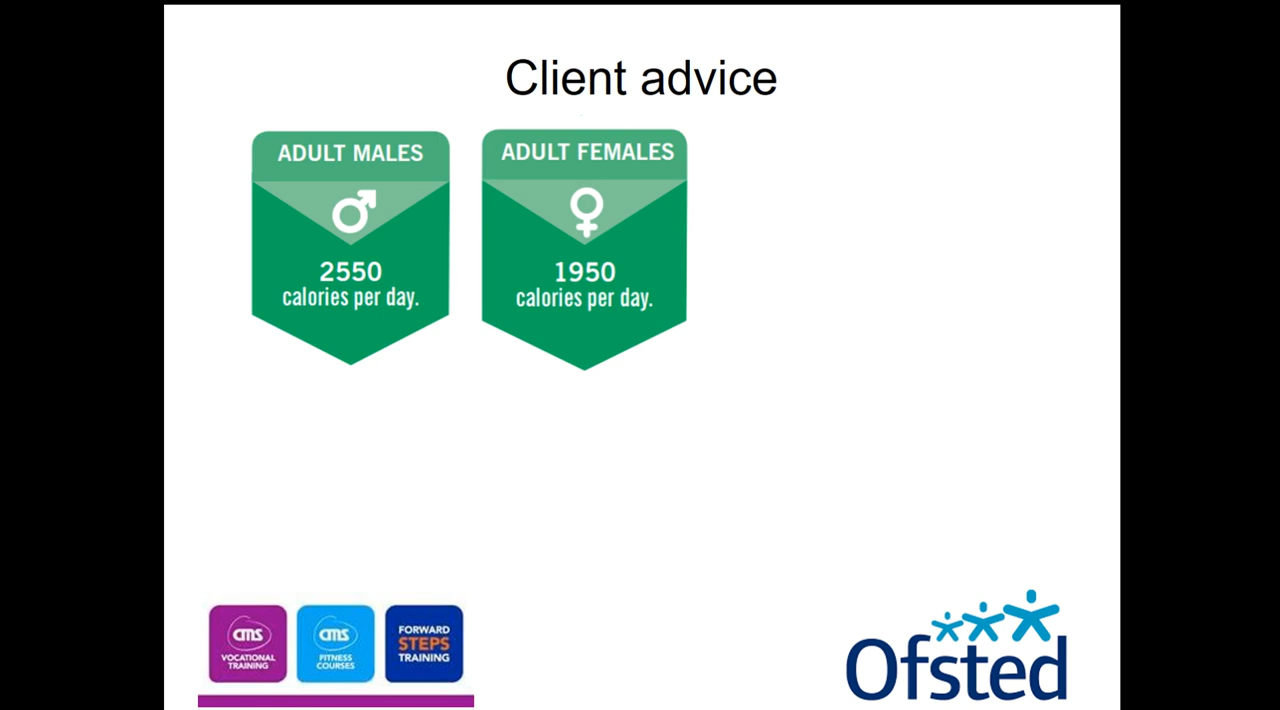 Client advice
ADULT MALES
2550
calories per day.
ADULT FEMALES
1950
calories per day.
cms
VOCATIONAL
TRAINING
cms
FITNESS
COURSES
FORWARD
STEPS
TRAINING
Ofsted